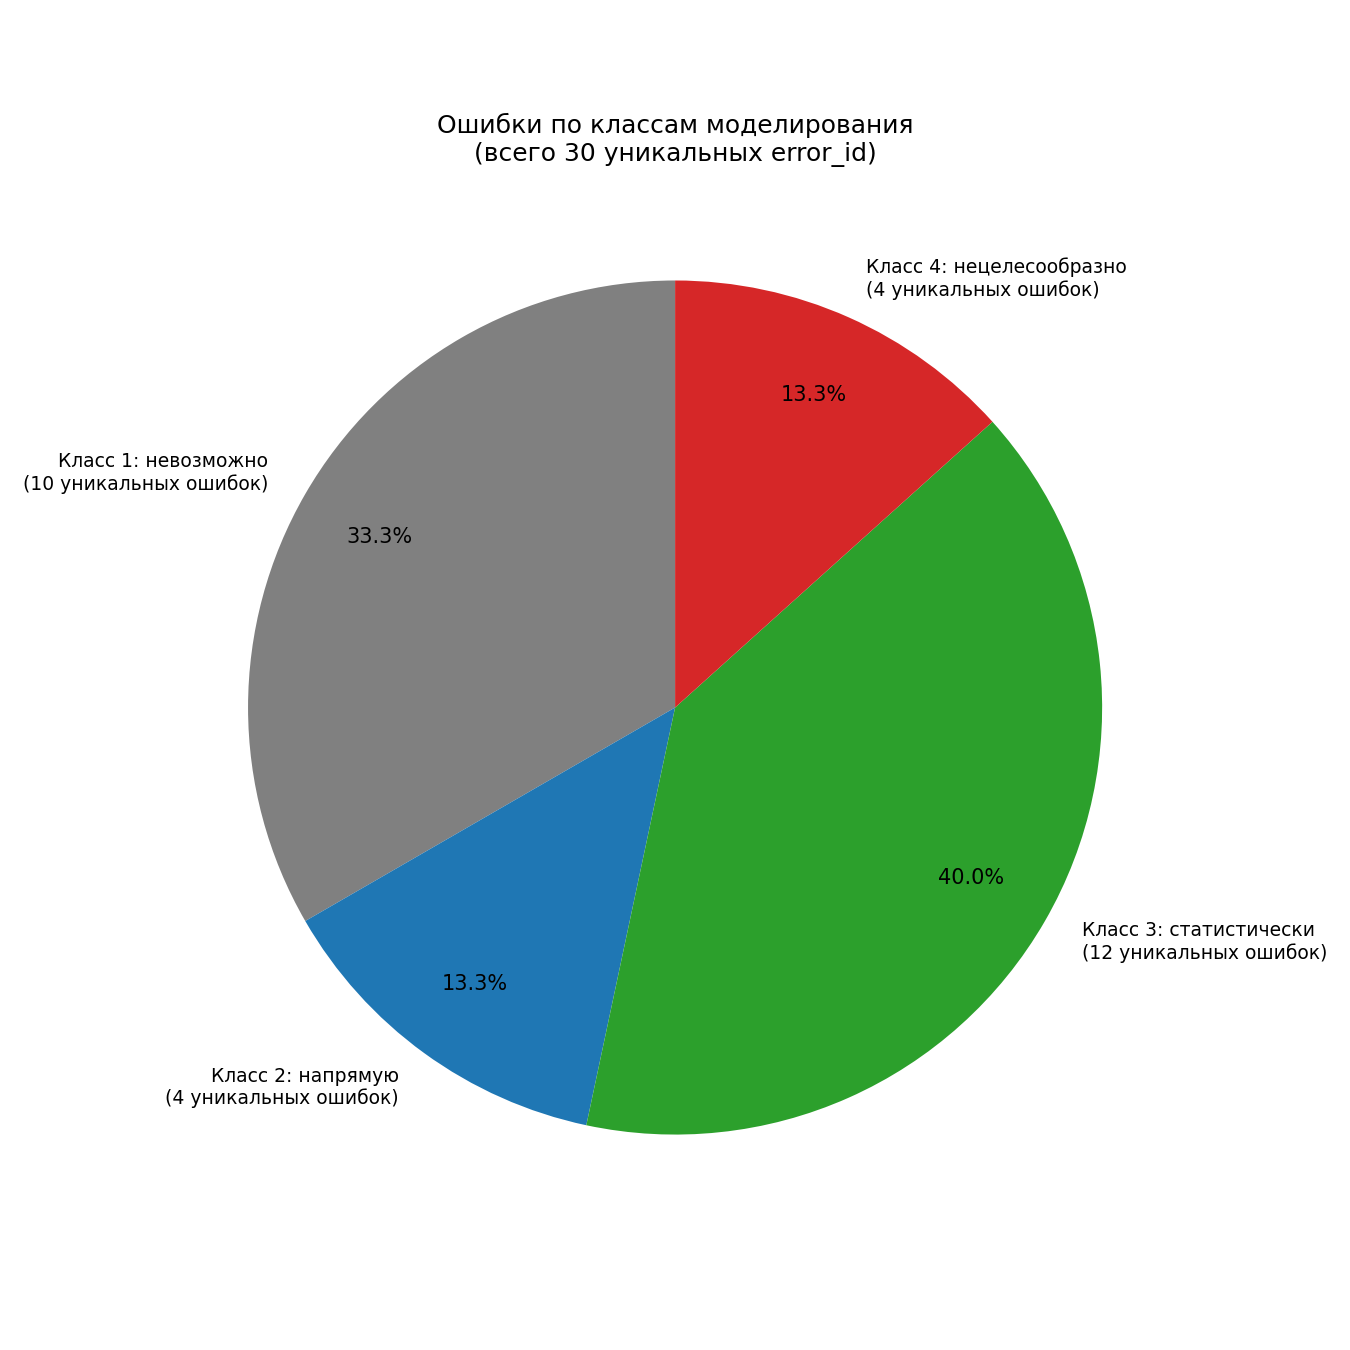 Ошибки по классам моделирования
(всего 30 уникальных error_id)
Класс 4: нецелесообразно
(4 уникальных ошибок)
13.3%
Класс 1: невозможно
(10 уникальных ошибок)
33.3%
40.0%
Класс 3: статистически
(12 уникальных ошибок)
13.3%
Класс 2: напрямую
(4 уникальных ошибок)